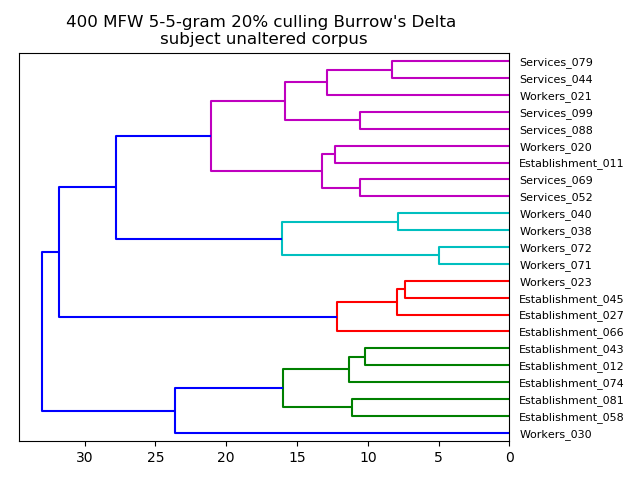 400 MFW 5-5-gram 20% culling Burrow's Delta
subject unaltered corpus
Services_079
Services_044
Workers_021
Services_099
Services_088
Workers_020
Establishment_011
Services_069
Services_052
Workers_040
Workers_038
Workers_072
Workers_071
Workers_023
Establishment_045
Establishment_027
Establishment_066
Establishment_043
Establishment_012
Establishment_074
Establishment_081
Establishment_058
Workers_030
30 25 20 15 10 5 0